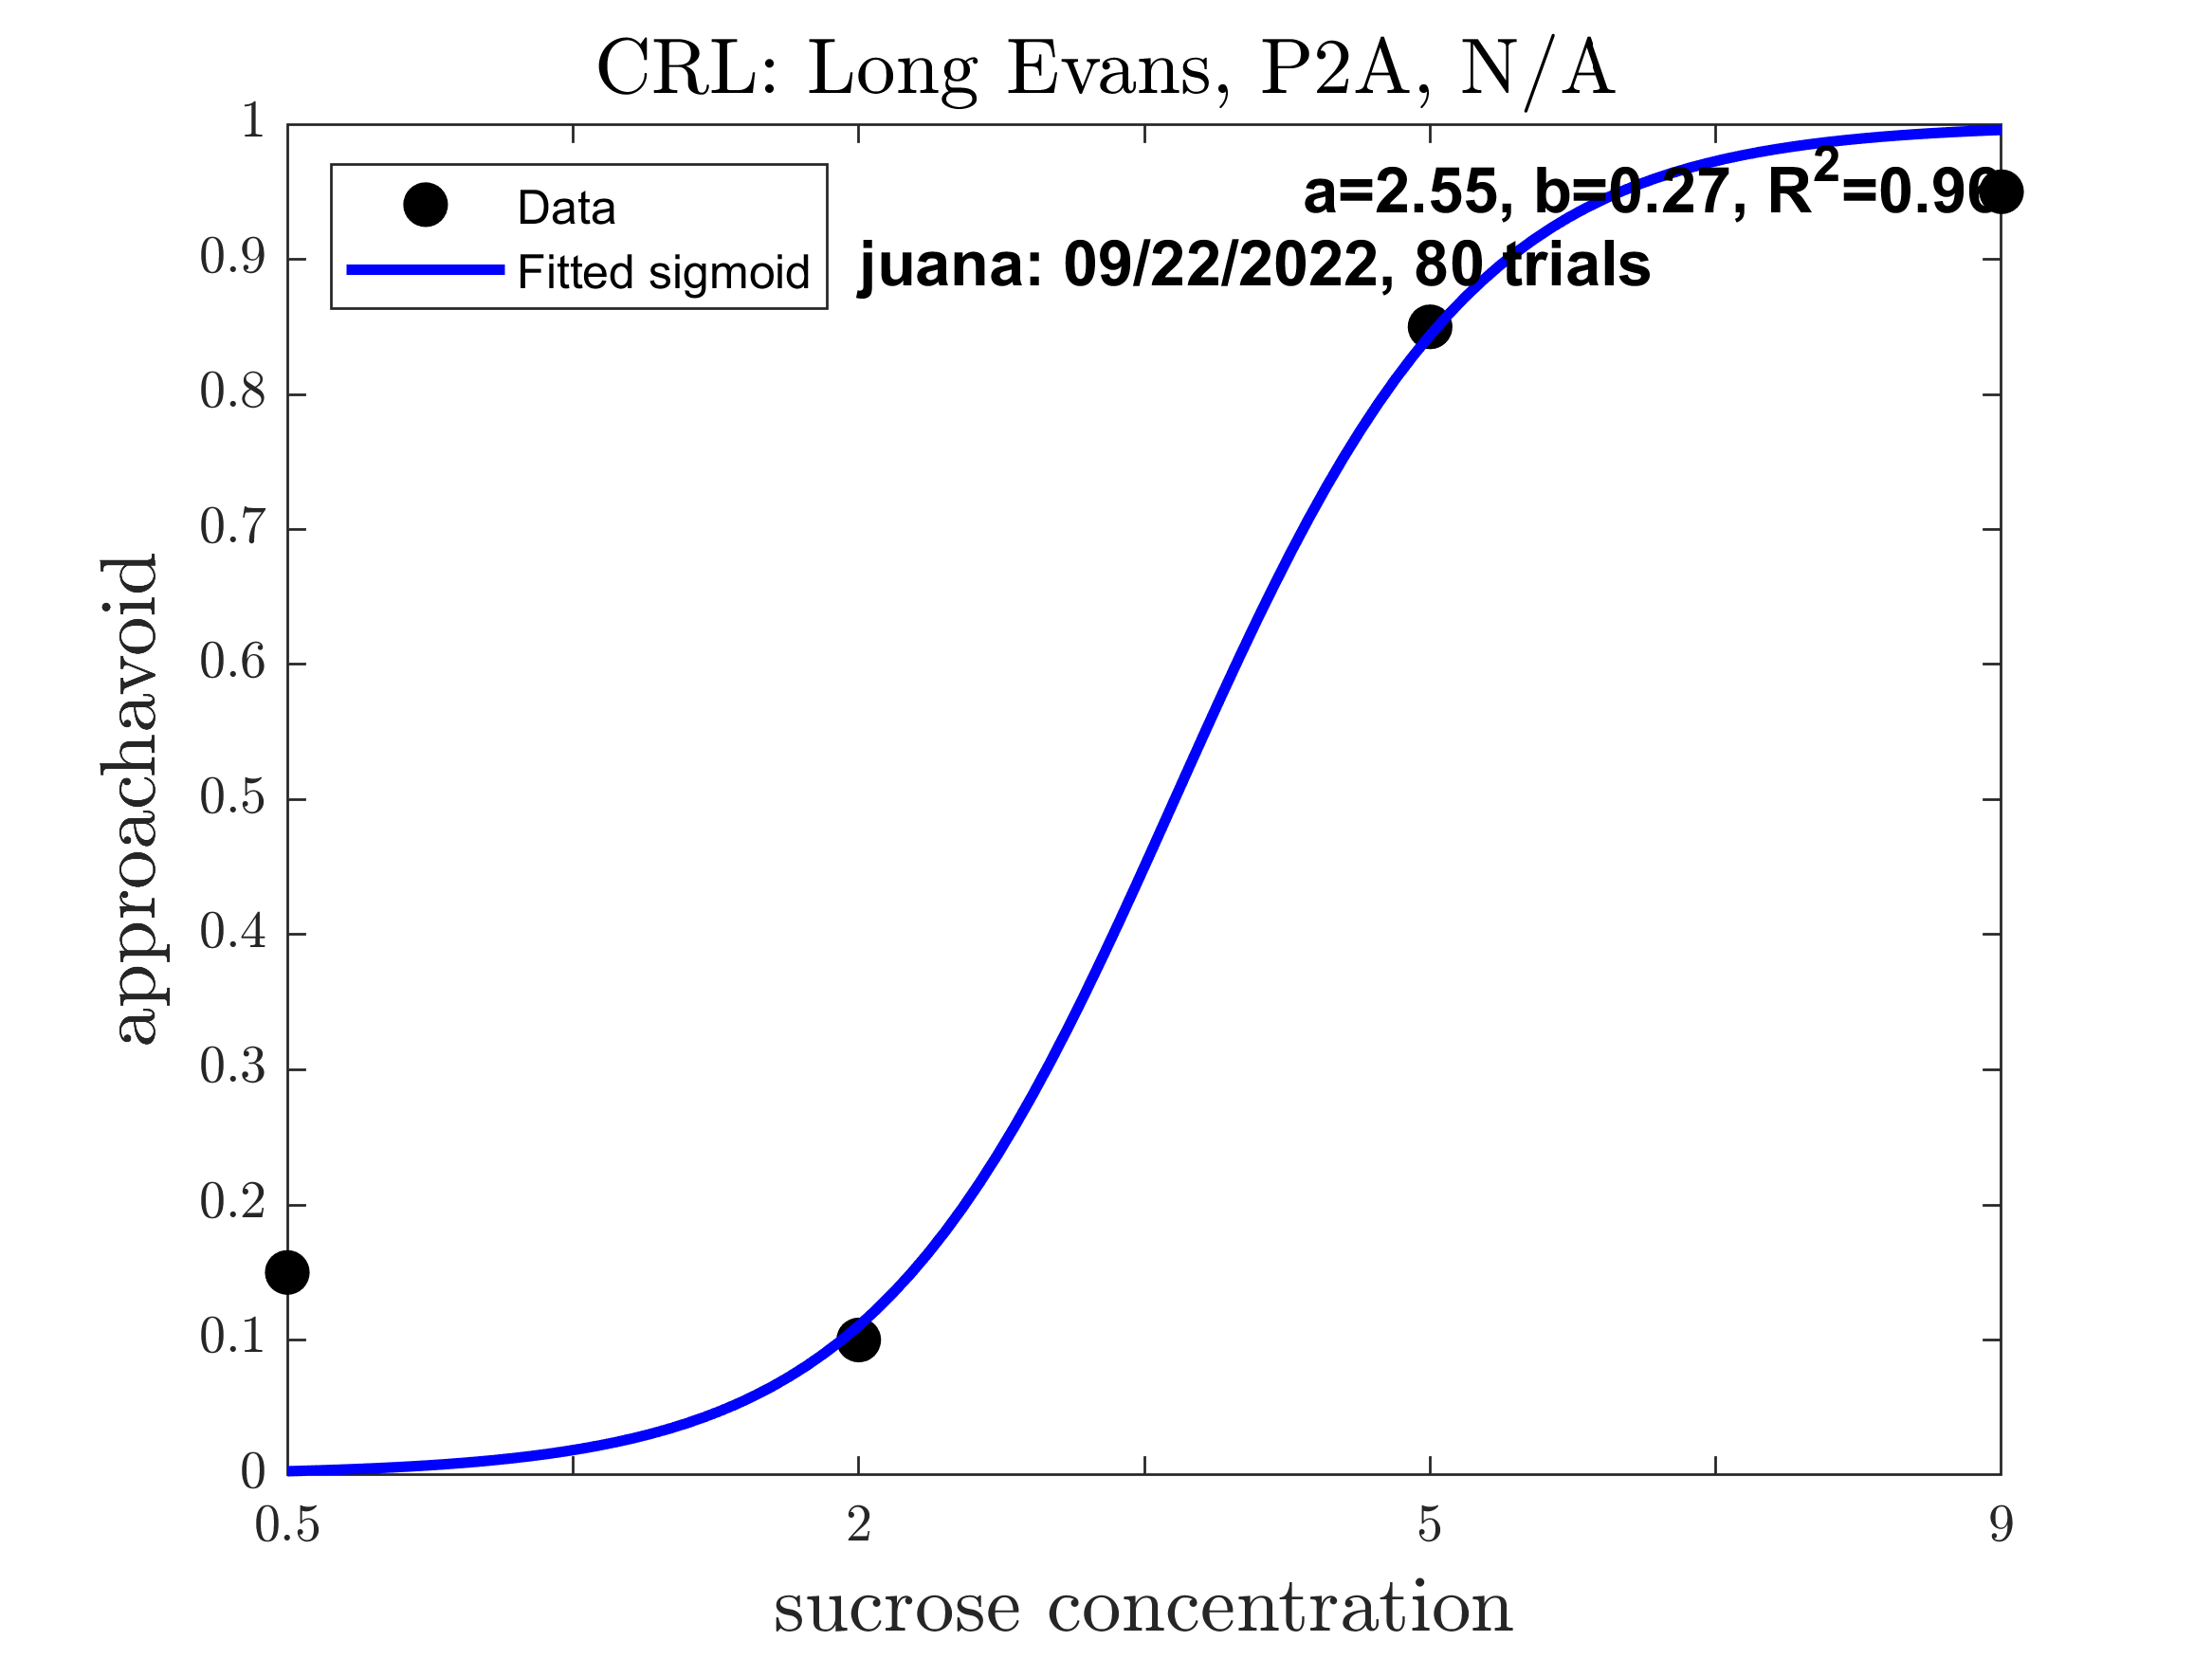 CRL: Long Evans, P2A, N/A
1
0.9
0.8
0.7
0.6
0.5
0.4
0.3
0.2
0.1
0
Data
Fitted sigmoid
a=2.55, b=0.27, R²=0.96
juana: 09/22/2022, 80 trials
approachavoid
0.5 2 5 9
sucrose concentration